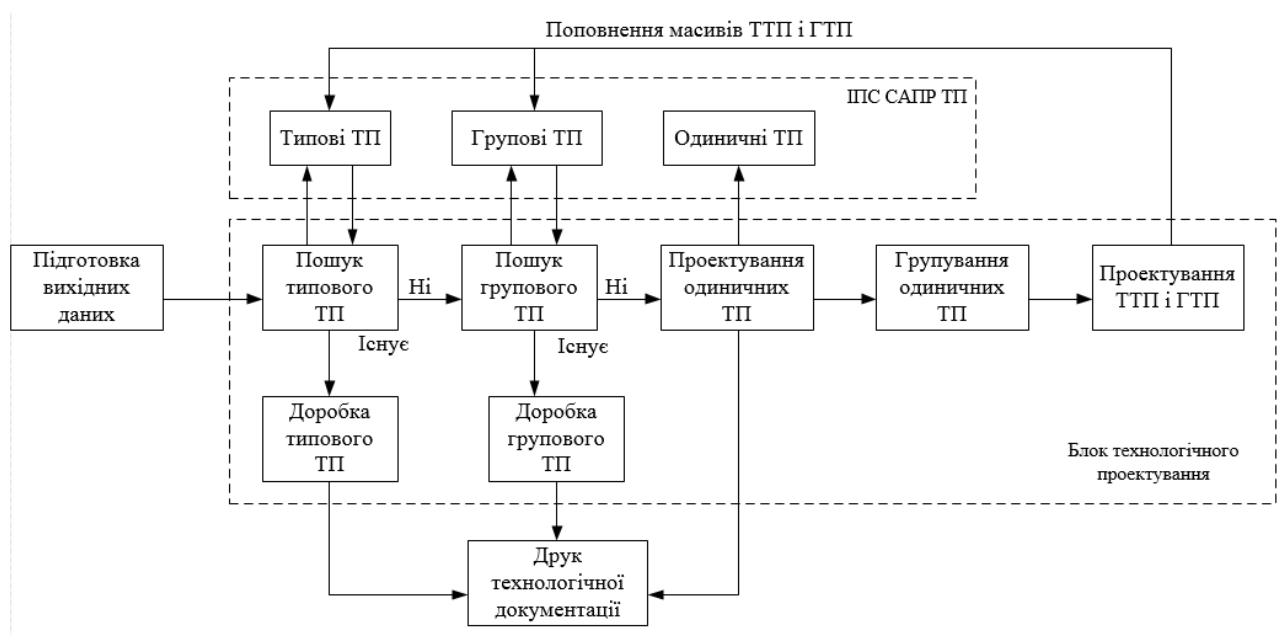 Поповнення масивів ТТП і ГТП
ІПС САПР ТП
Типові ТП
Групові ТП
Одиничні ТП
Підготовка
вихідних
даних
Пошук
типового
ТП
Ні
Пошук
групового
ТП
Ні
Проектування
одиничних
ТП
Групування
одиничних
ТП
Проектування
ТТП і ГТП
Існує
Існує
Доробка
типового
ТП
Доробка
групового
ТП
Блок технологічного
проектування
Друк
технологічної
документації